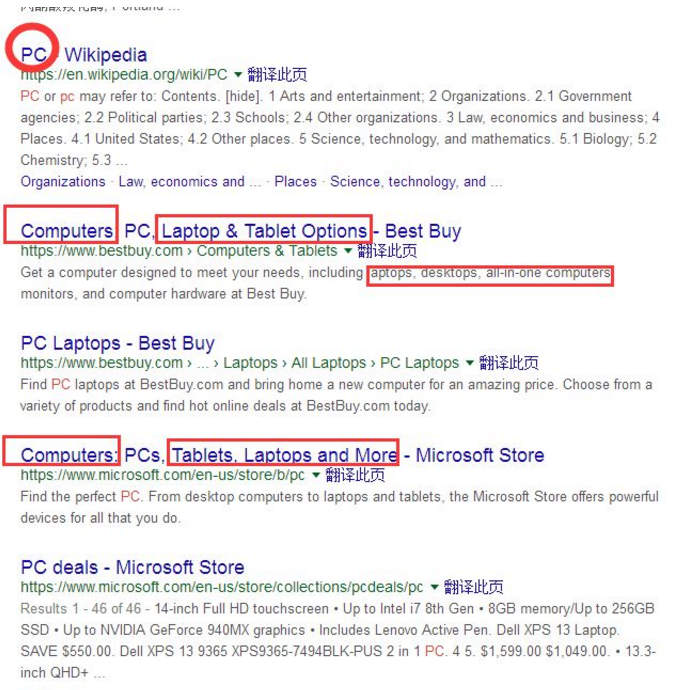 PC - Wikipedia
https://en.wikipedia.org/wiki/PC ▼ 翻译此页
PC or pc may refer to: Contents. [hide]. 1 Arts and entertainment; 2 Organizations. 2.1 Government
agencies; 2.2 Political parties; 2.3 Schools; 2.4 Other organizations. 3 Law, economics and business; 4
Places. 4.1 United States; 4.2 Other places. 5 Science, technology, and mathematics. 5.1 Biology; 5.2
Chemistry; 5.3 ...
Organizations · Law, economics and ... · Places · Science, technology, and ...
Computers: PC, Laptop & Tablet Options - Best Buy
https://www.bestbuy.com › Computers & Tablets ▼ 翻译此页
Get a computer designed to meet your needs, including laptops, desktops, all-in-one computers
monitors, and computer hardware at Best Buy.
PC Laptops - Best Buy
https://www.bestbuy.com › ... › Laptops › All Laptops › PC Laptops ▼ 翻译此页
Find PC laptops at BestBuy.com and bring home a new computer for an amazing price. Choose from a
variety of products and find hot online deals at BestBuy.com today.
Computers: PCs, Tablets, Laptops and More - Microsoft Store
https://www.microsoft.com/en-us/store/b/pc ▼ 翻译此页
Find the perfect PC. From desktop computers to laptops and tablets, the Microsoft Store offers powerful
devices for all that you do.
PC deals - Microsoft Store
https://www.microsoft.com/en-us/store/collections/pcdeals/pc ▼ 翻译此页
Results 1 - 46 of 46 - 14-inch Full HD touchscreen • Up to Intel i7 8th Gen • 8GB memory/Up to 256GB
SSD • Up to NVIDIA GeForce 940MX graphics • Includes Lenovo Active Pen. Dell XPS 13 Laptop.
SAVE $550.00. Dell XPS 13 9365 XPS9365-7494BLK-PUS 2 in 1 PC. 4 5. $1,599.00 $1,049.00. • 13.3-
inch QHD+ ...